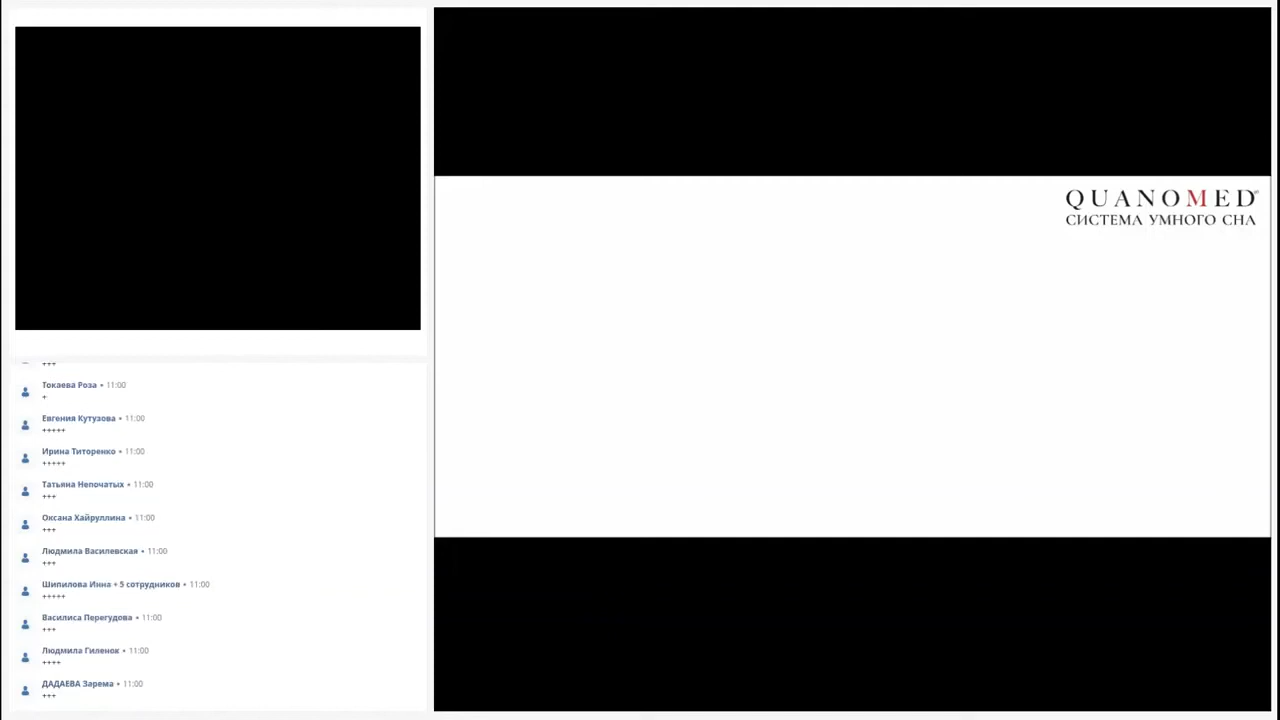 +++
Токаева Роза • 11:00
+
Евгения Кутузова • 11:00
+++++
Ирина Титоренко • 11:00
+++++
Татьяна Непочатых • 11:00
+++
Оксана Хайруллина • 11:00
+++
Людмила Василевская • 11:00
+++
Шипилова Инна + 5 сотрудников • 11:00
+++++
Василиса Перегудова • 11:00
+++
Людмила Гиленок • 11:00
++++
ДАДАЕВА Зарема • 11:00
+++
QUANOMED®
СИСТЕМА УМНОГО СНА